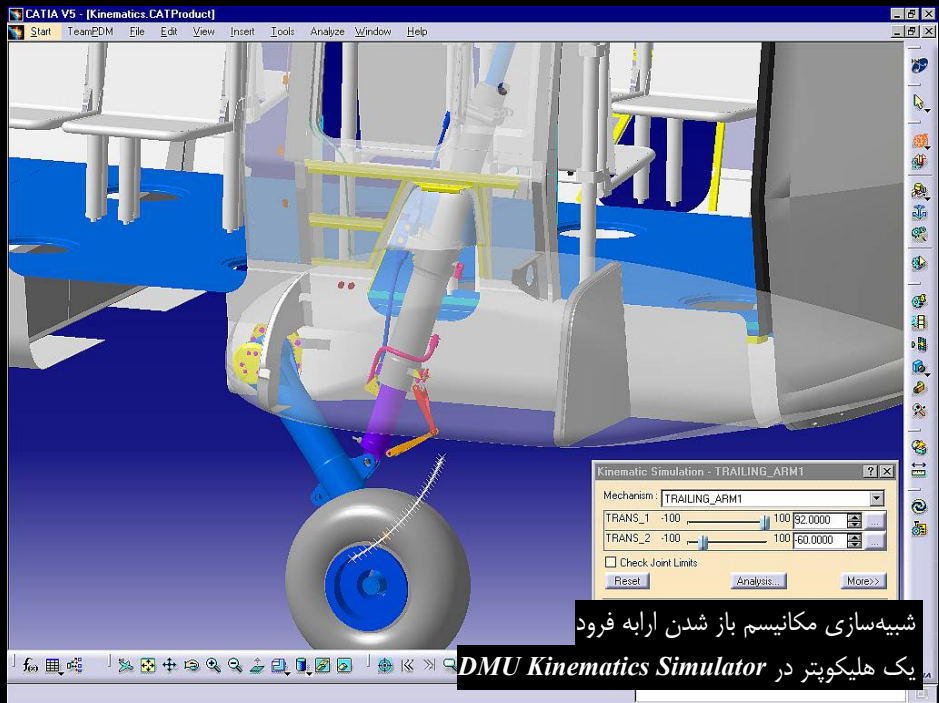 CATIA V5 - [Kinematics.CATProduct]
Start TeamPDM File Edit View Insert Tools Analyze Window Help
Kinematic Simulation - TRAILING_ARM1
Mechanism : TRAILING_ARM1
TRANS_1 -100 100 92.0000 ...
TRANS_2 -100 100 -60.0000 ...
Check Joint Limits
Reset Analysis... More>>
شبیه‌سازی مکانیسم باز شدن ارابه فرود
یک هلیکوپتر در DMU Kinematics Simulator